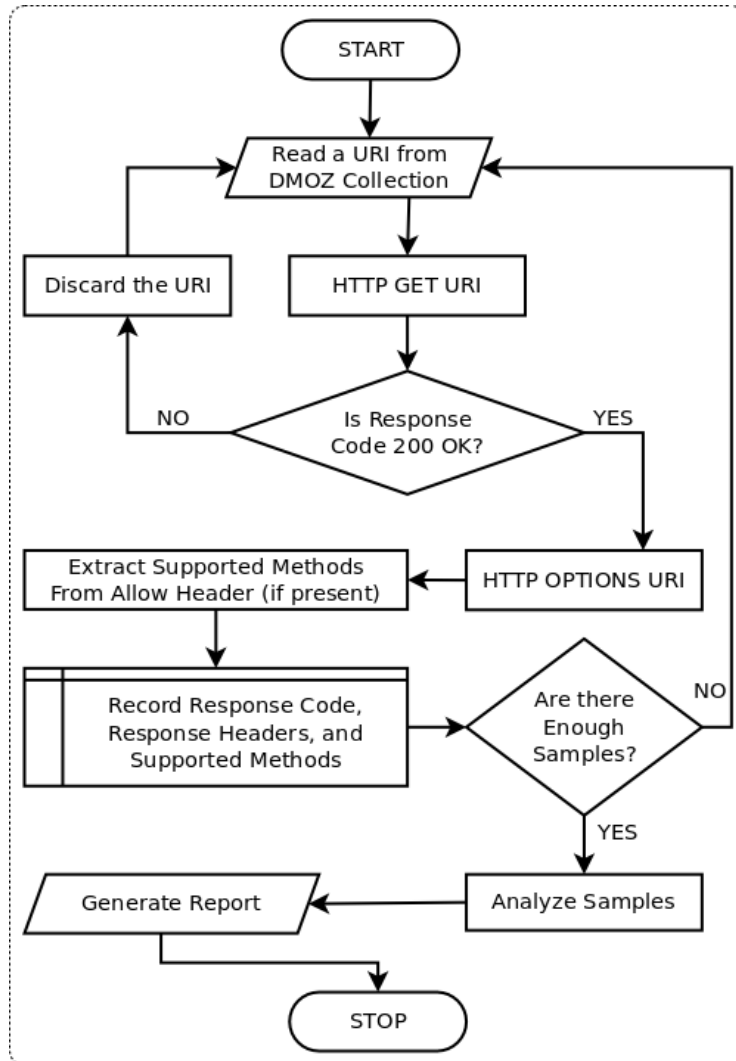 START
Read a URI from
DMOZ Collection
Discard the URI
HTTP GET URI
NO
Is Response
Code 200 OK?
YES
Extract Supported Methods
From Allow Header (if present)
HTTP OPTIONS URI
Record Response Code,
Response Headers, and
Supported Methods
Are there
Enough
Samples?
NO
YES
Generate Report
Analyze Samples
STOP